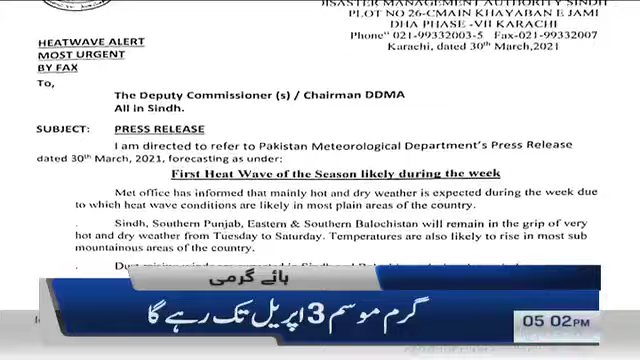 DISASTER MANAGEMENT AUTHORITY SINDH
PLOT NO 26-CMAIN KHAYABAN E JAMI
DHA PHASE -VII KARACHI
Phone" 021-99332003-5 Fax-021-99332007
Karachi, dated 30th March,2021
HEATWAVE ALERT
MOST URGENT
BY FAX
To,
The Deputy Commissioner (s) / Chairman DDMA
All in Sindh.
SUBJECT: PRESS RELEASE
I am directed to refer to Pakistan Meteorological Department's Press Release
dated 30th March, 2021, forecasting as under:
First Heat Wave of the Season likely during the week
Met office has informed that mainly hot and dry weather is expected during the week due
to which heat wave conditions are likely in most plain areas of the country.
. Sindh, Southern Punjab, Eastern & Southern Balochistan will remain in the grip of very
hot and dry weather from Tuesday to Saturday. Temperatures are also likely to rise in most sub
mountainous areas of the country.
ہائے گرمی
گرم موسم 3 اپریل تک رہے گا
05 02PM